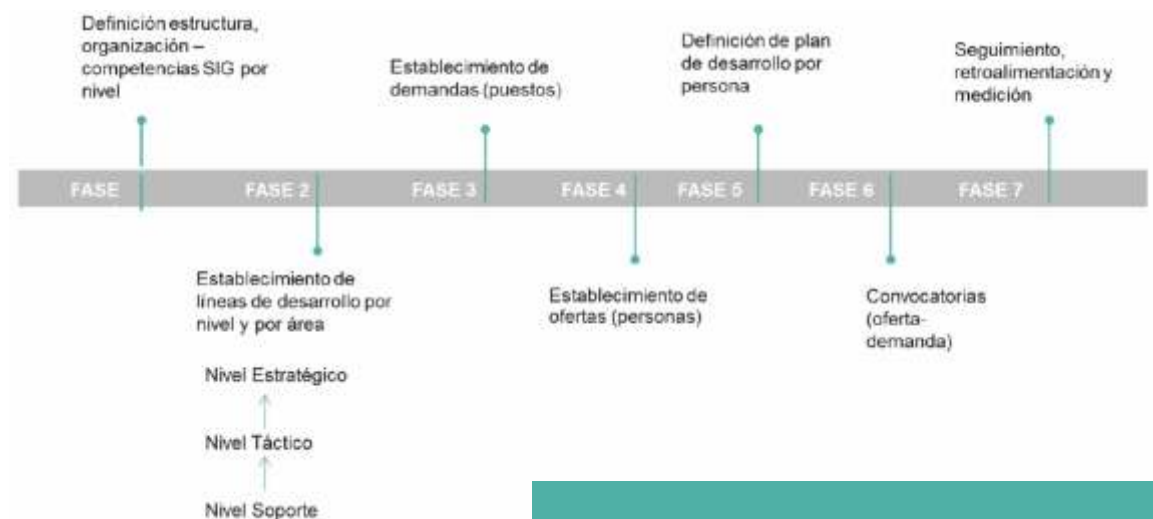 Definición estructura,
organización –
competencias SIG por
nivel
Establecimiento de
demandas (puestos)
Definición de plan
de desarrollo por
persona
Seguimiento,
retroalimentación y
medición
FASE
FASE 2
FASE 3
FASE 4
FASE 5
FASE 6
FASE 7
Establecimiento de
líneas de desarrollo por
nivel y por área
Establecimiento de
ofertas (personas)
Convocatorias
(oferta-
demanda)
Nivel Estratégico
Nivel Táctico
Nivel Soporte